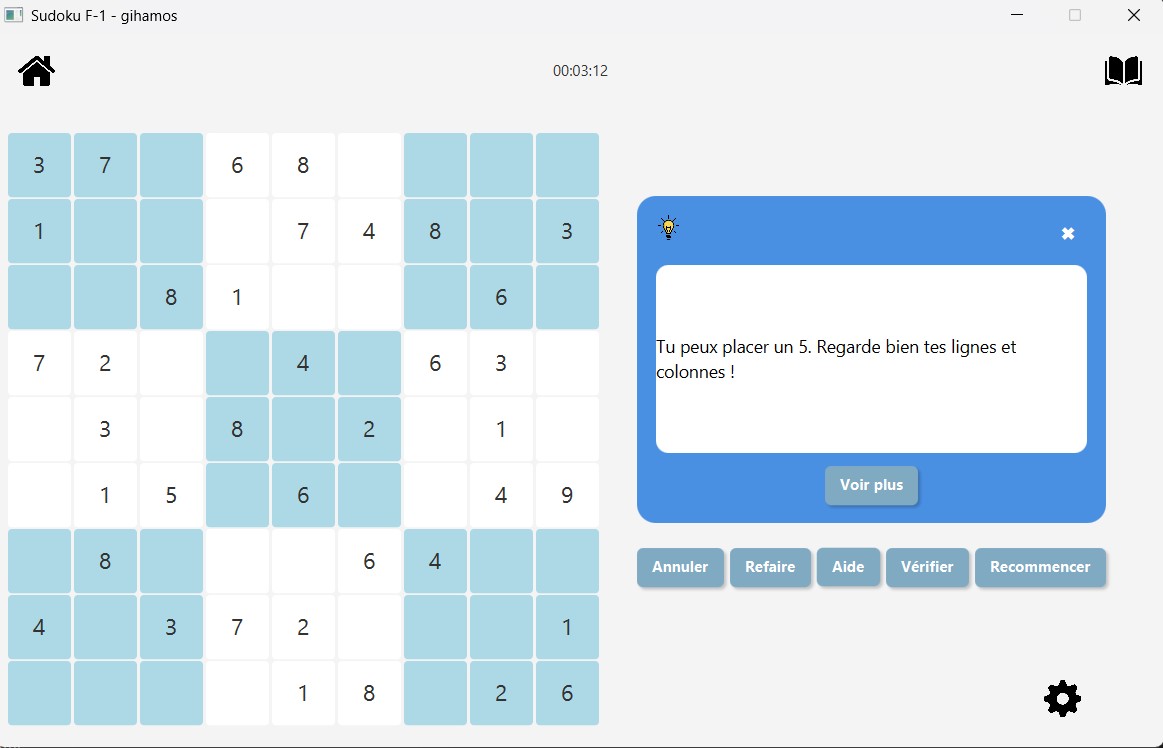 Sudoku F-1 - gihamos
00:03:12
3 7 6 8
1 7 4 8 3
8 1 6
7 2 4 6 3
3 8 2 1
1 5 6 4 9
8 6 4
4 3 7 2 1
1 8 2 6
Tu peux placer un 5. Regarde bien tes lignes et
colonnes !
Voir plus
Annuler Refaire Aide Vérifier Recommencer